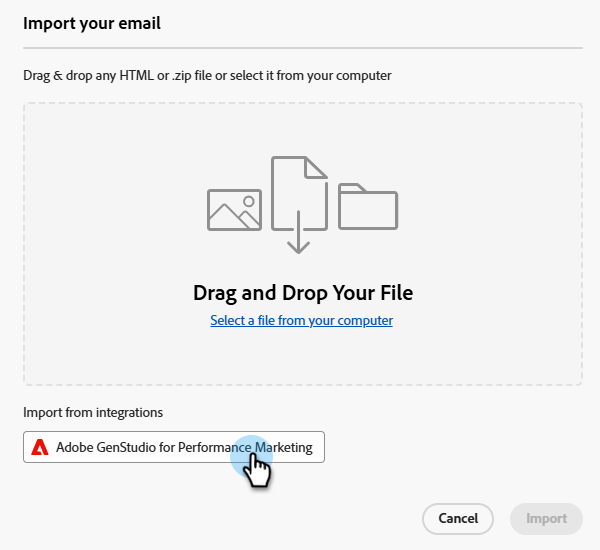 Import your email
Drag & drop any HTML or .zip file or select it from your computer
Drag and Drop Your File
Select a file from your computer
Import from integrations
Adobe GenStudio for Performance Marketing
Cancel
Import